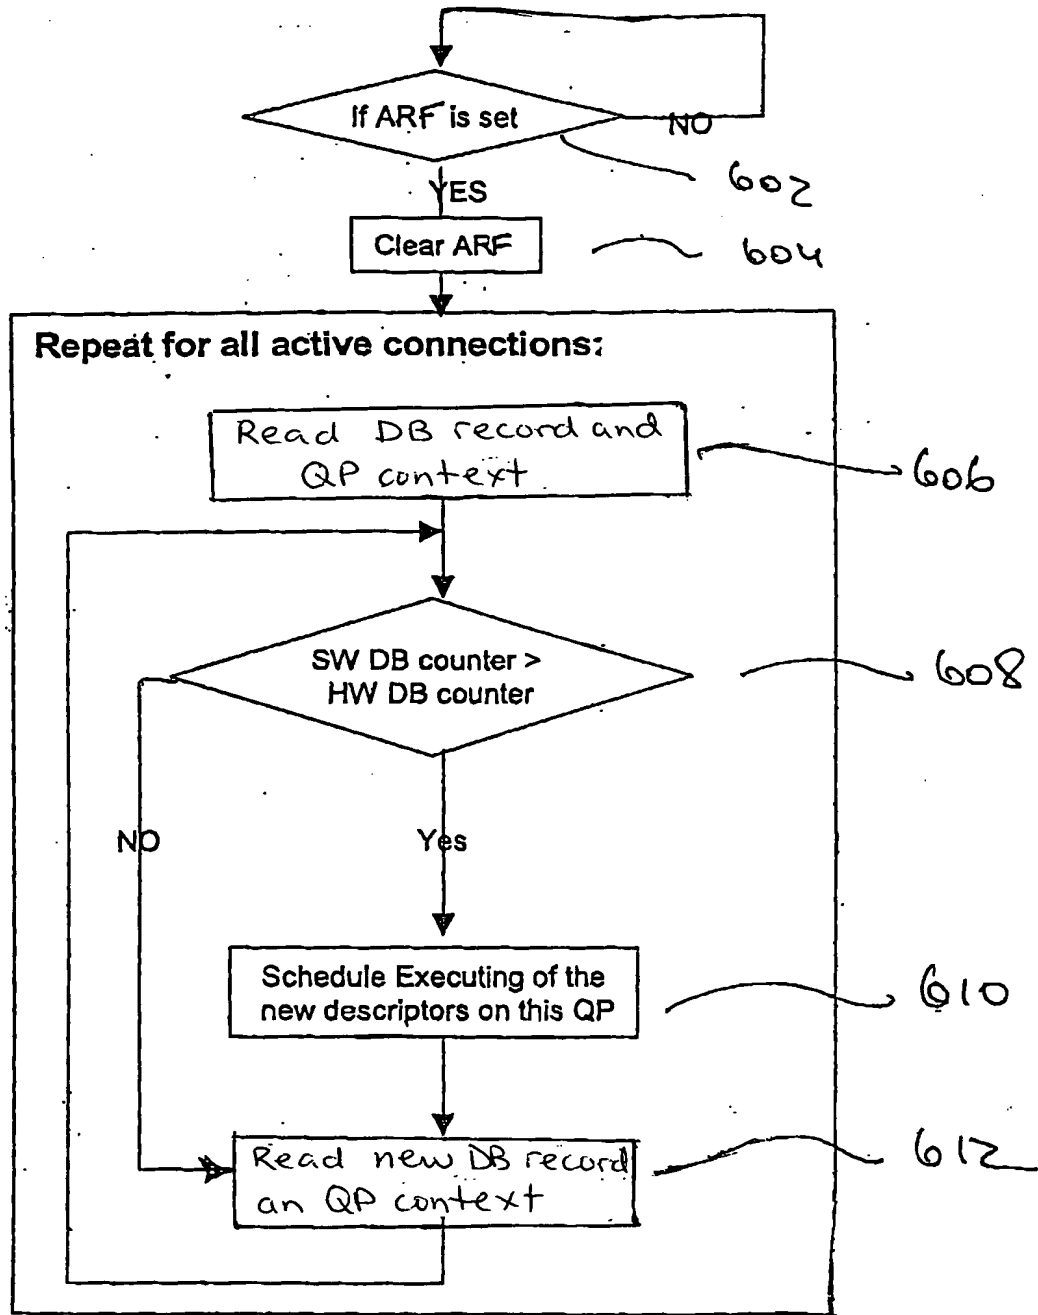 If ARF is set
NO
602
YES
Clear ARF
604
Repeat for all active connections:
Read DB record and
QP context
606
SW DB counter >
HW DB counter
608
NO
Yes
Schedule Executing of the
new descriptors on this QP
610
Read new DB record
an QP context
612